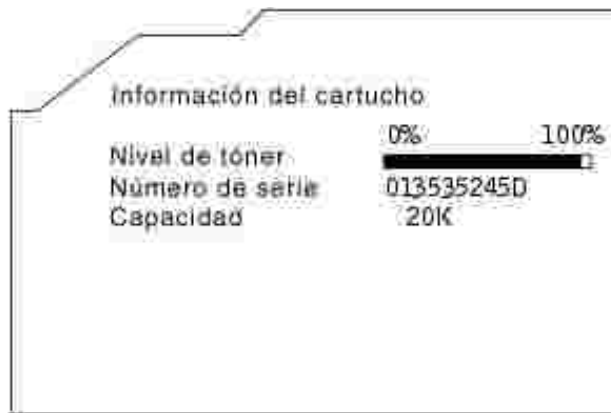 Información del cartucho
0% 100%
Nivel de tóner
Número de serie 013535245D
Capacidad 20K